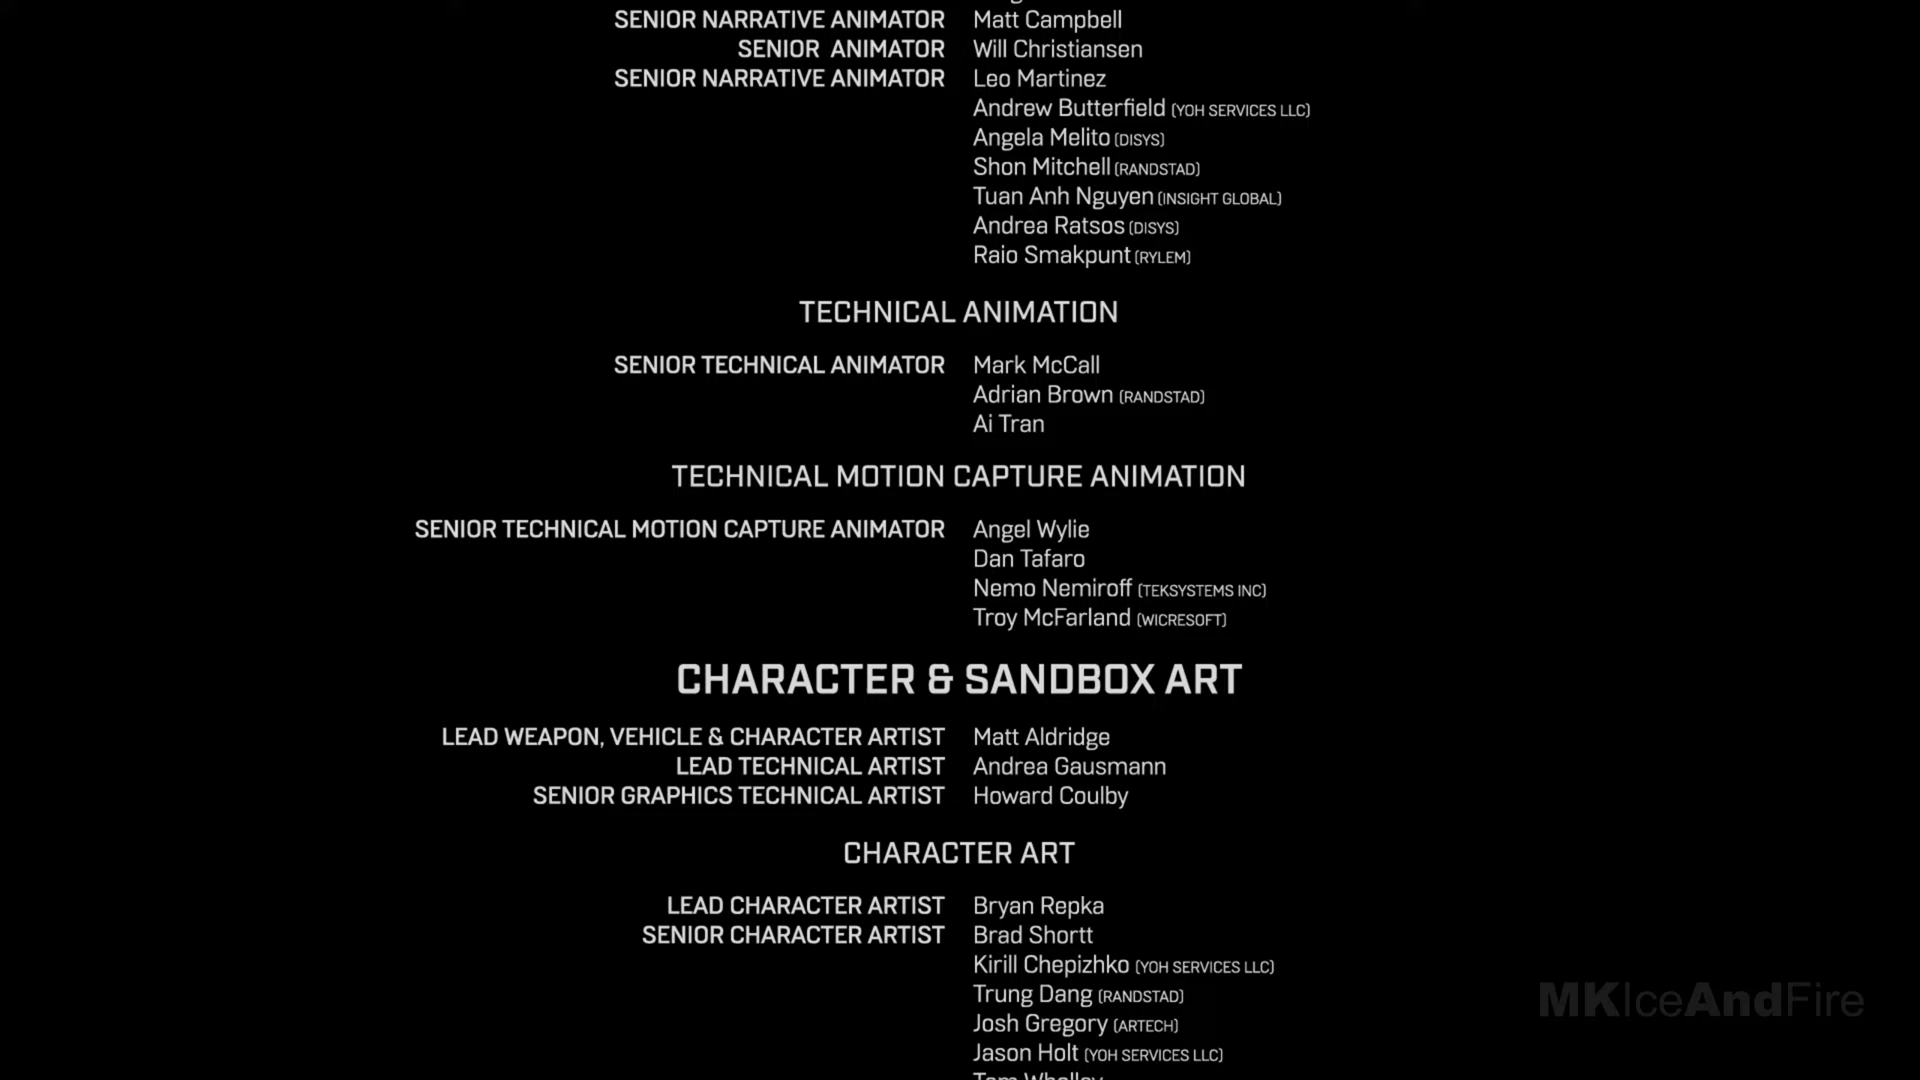 SENIOR NARRATIVE ANIMATOR Matt Campbell
SENIOR ANIMATOR Will Christiansen
SENIOR NARRATIVE ANIMATOR Leo Martinez
Andrew Butterfield (YOH SERVICES LLC)
Angela Melito (DISYS)
Shon Mitchell (RANDSTAD)
Tuan Anh Nguyen (INSIGHT GLOBAL)
Andrea Ratsos (DISYS)
Raio Smakpunt (RYLEM)
TECHNICAL ANIMATION
SENIOR TECHNICAL ANIMATOR Mark McCall
Adrian Brown (RANDSTAD)
Ai Tran
TECHNICAL MOTION CAPTURE ANIMATION
SENIOR TECHNICAL MOTION CAPTURE ANIMATOR Angel Wylie
Dan Tafaro
Nemo Nemiroff (TEKSYSTEMS INC)
Troy McFarland (WICRESOFT)
CHARACTER & SANDBOX ART
LEAD WEAPON, VEHICLE & CHARACTER ARTIST Matt Aldridge
LEAD TECHNICAL ARTIST Andrea Gausmann
SENIOR GRAPHICS TECHNICAL ARTIST Howard Coulby
CHARACTER ART
LEAD CHARACTER ARTIST Bryan Repka
SENIOR CHARACTER ARTIST Brad Shortt
Kirill Chepizhko (YOH SERVICES LLC)
Trung Dang (RANDSTAD)
Josh Gregory (ARTECH)
Jason Holt (YOH SERVICES LLC)
MKIceAndFire